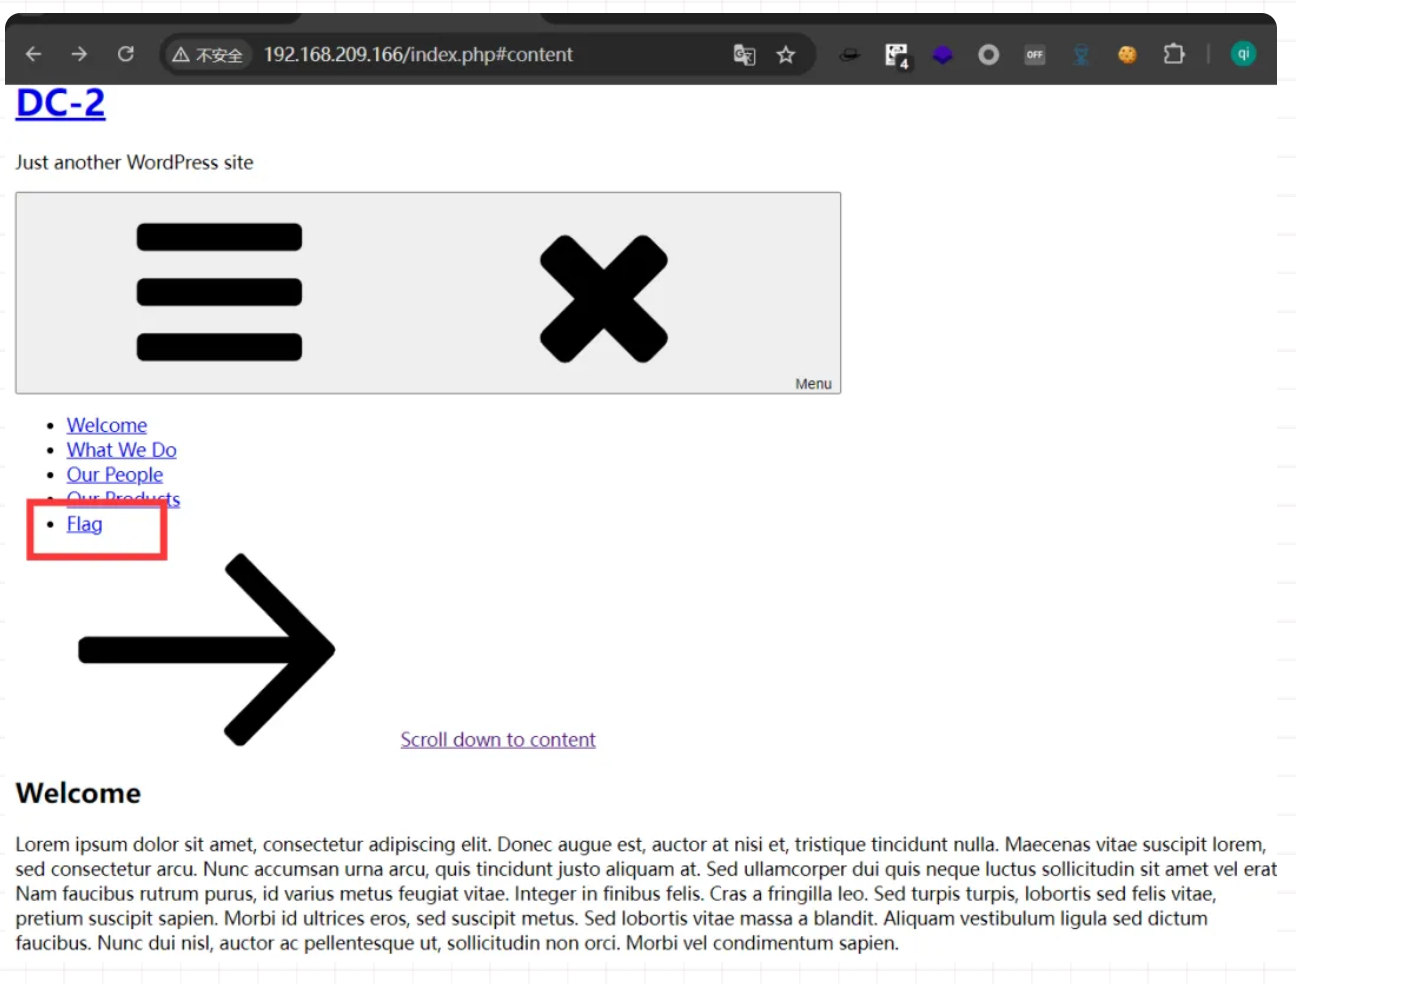 不安全 192.168.209.166/index.php#content 4 OFF qi
DC-2
Just another WordPress site
Menu
Welcome
What We Do
Our People
Our Products
Flag
Scroll down to content
Welcome
Lorem ipsum dolor sit amet, consectetur adipiscing elit. Donec augue est, auctor at nisi et, tristique tincidunt nulla. Maecenas vitae suscipit lorem,
sed consectetur arcu. Nunc accumsan urna arcu, quis tincidunt justo aliquam at. Sed ullamcorper dui quis neque luctus sollicitudin sit amet vel erat
Nam faucibus rutrum purus, id varius metus feugiat vitae. Integer in finibus felis. Cras a fringilla leo. Sed turpis turpis, lobortis sed felis vitae,
pretium suscipit sapien. Morbi id ultrices eros, sed suscipit metus. Sed lobortis vitae massa a blandit. Aliquam vestibulum ligula sed dictum
faucibus. Nunc dui nisl, auctor ac pellentesque ut, sollicitudin non orci. Morbi vel condimentum sapien.